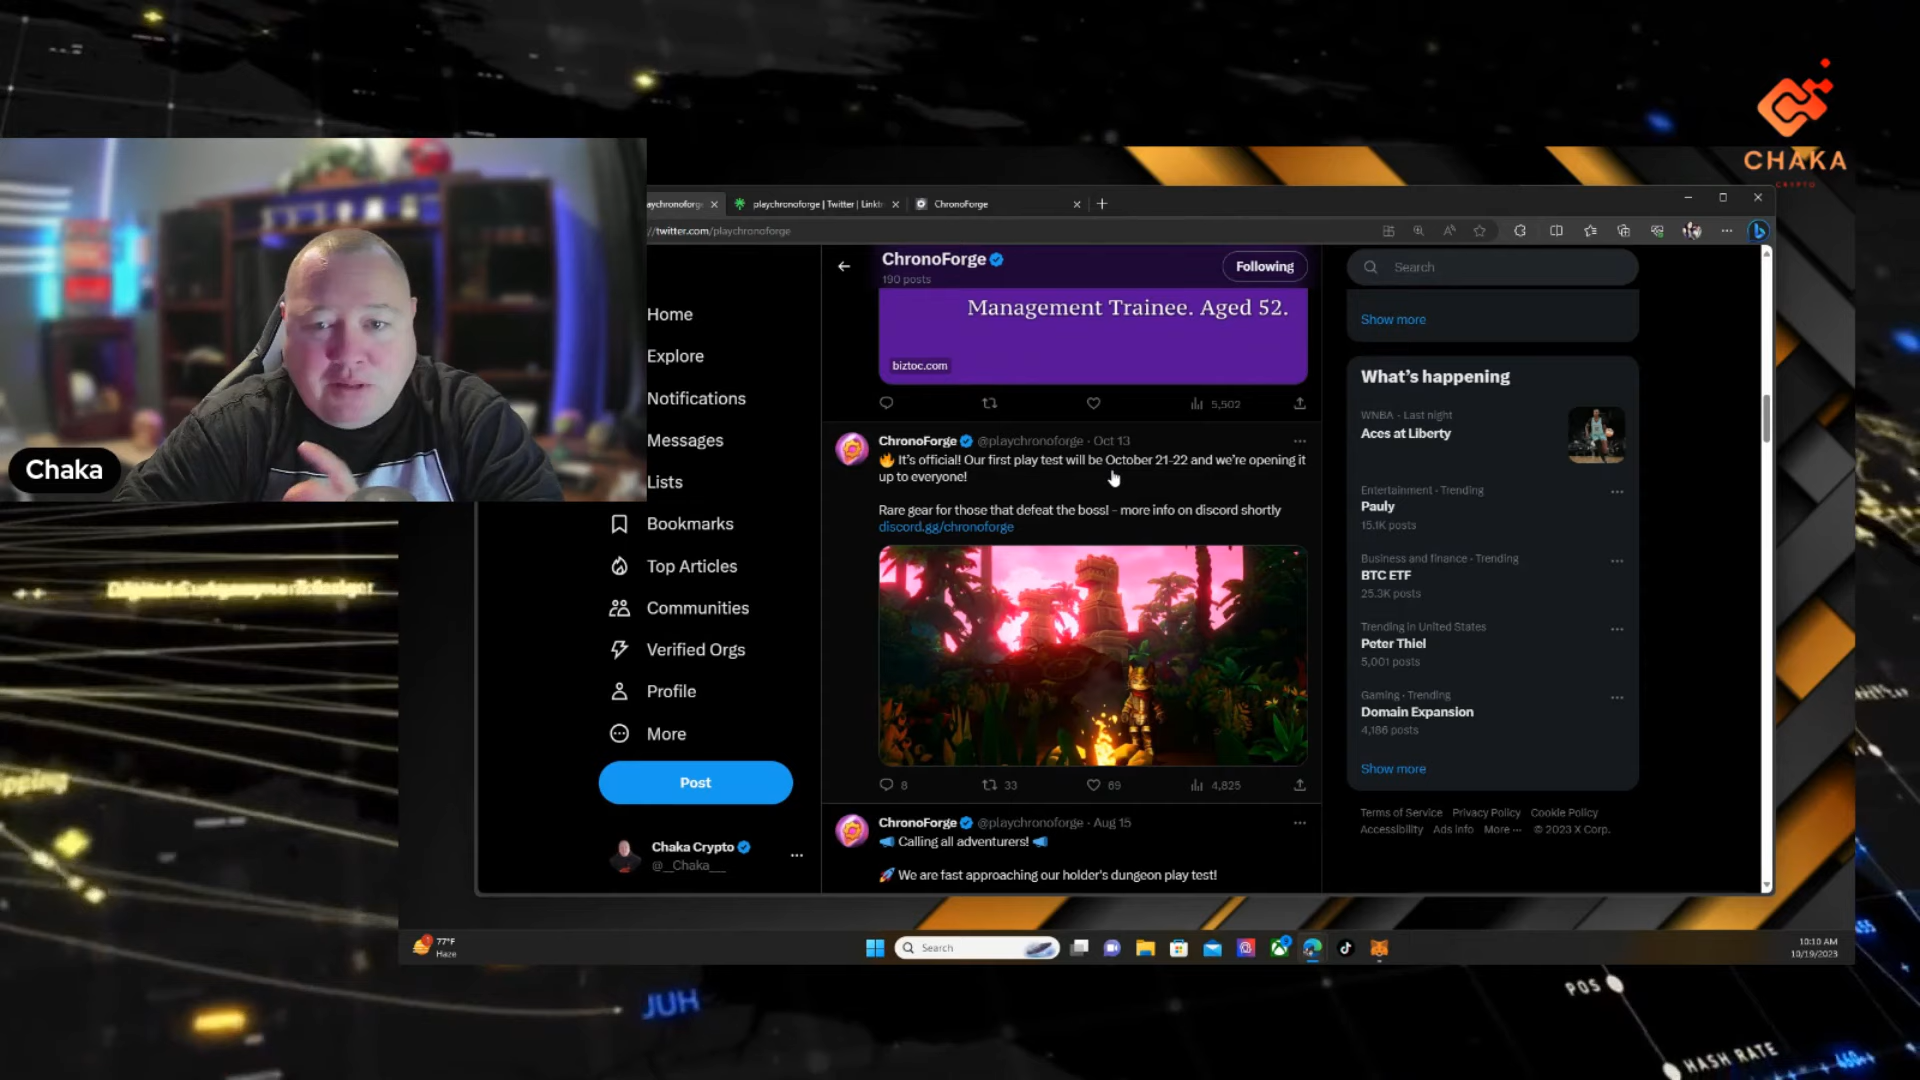 CHAKA
CRYPTO
Chaka
playchronoforge | Twitter | Linkt
ChronoForge
//twitter.com/playchronoforge
ChronoForge
190 posts
Following
Management Trainee. Aged 52.
biztoc.com
5,502
ChronoForge @playchronoforge · Oct 13
🔥 It's official! Our first play test will be October 21-22 and we're opening it
up to everyone!
Rare gear for those that defeat the boss! - more info on discord shortly
discord.gg/chronoforge
8
33
69
4,825
ChronoForge @playchronoforge · Aug 15
📣 Calling all adventurers! 📣
🚀 We are fast approaching our holder's dungeon play test!
Home
Explore
Notifications
Messages
Lists
Bookmarks
Top Articles
Communities
Verified Orgs
Profile
More
Post
Chaka Crypto
@__Chaka___
Search
Show more
What's happening
WNBA · Last night
Aces at Liberty
Entertainment · Trending
Pauly
15.1K posts
Business and finance · Trending
BTC ETF
25.3K posts
Trending in United States
Peter Thiel
5,001 posts
Gaming · Trending
Domain Expansion
4,186 posts
Show more
Terms of Service Privacy Policy Cookie Policy
Accessibility Ads info More ··· © 2023 X Corp.
77°F
Haze
Search
10:10 AM
10/19/2023
JUH
POS
HASH RATE